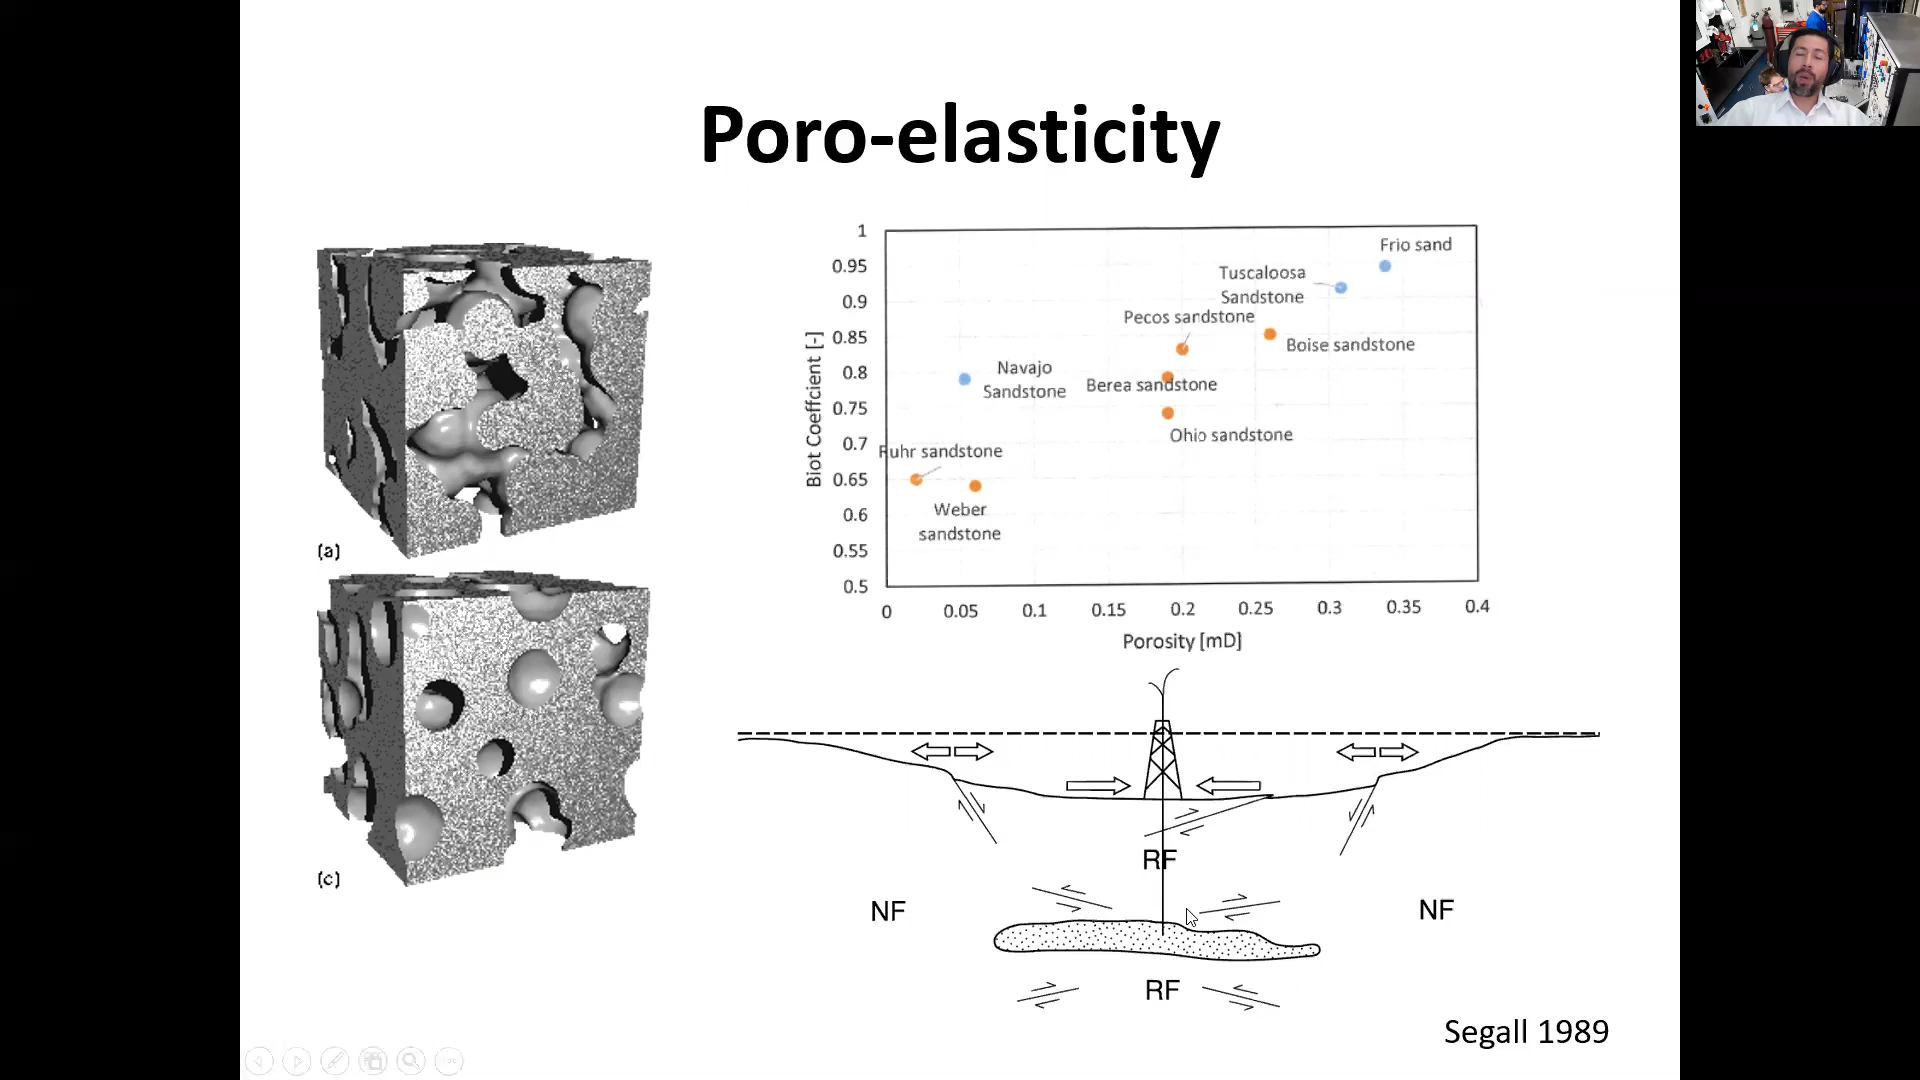 Poro-elasticity
(a)
(c)
1
0.95
0.9
0.85
0.8
0.75
0.7
0.65
0.6
0.55
0.5
Biot Coeffcient [-]
Frio sand
Tuscaloosa
Sandstone
Pecos sandstone
Boise sandstone
Navajo
Sandstone
Berea sandstone
Ohio sandstone
Ruhr sandstone
Weber
sandstone
0 0.05 0.1 0.15 0.2 0.25 0.3 0.35 0.4
Porosity [mD]
RF
NF
NF
RF
Segall 1989